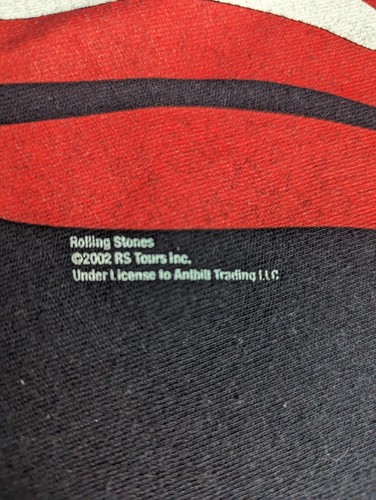 Rolling Stones
©2002 RS Tours Inc.
Under License to Anthill Trading LLC